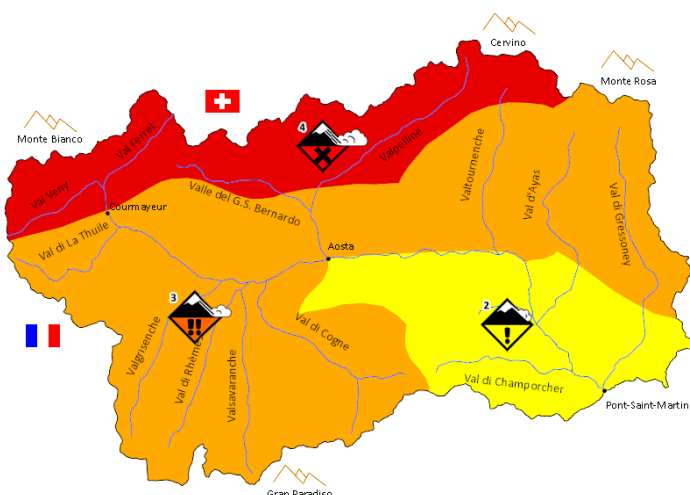 Cervino
Monte Rosa
Monte Bianco
4
Val Ferret
Valpelline
Val Veny
Valtournenche
Val d'Ayas
Val di Gressoney
Valle del G.S. Bernardo
Courmayeur
Val di La Thuile
Aosta
3
2
!!
!
Val di Cogne
Valgrisenche
Val di Rhêmes
Valsavaranche
Val di Champorcher
Pont-Saint-Martin
Gran Paradiso